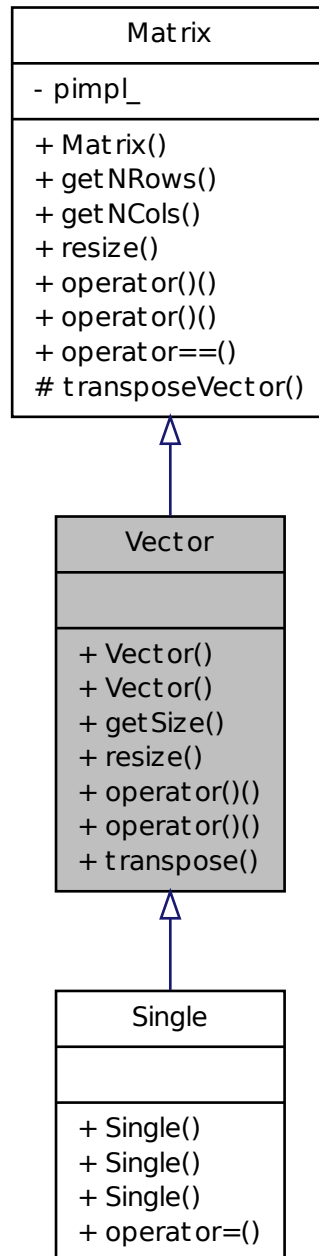 Matrix
- pimpl_
+ Matrix()
+ getNRows()
+ getNCols()
+ resize()
+ operator()()
+ operator()()
+ operator==()
# transposeVector()
Vector
+ Vector()
+ Vector()
+ getSize()
+ resize()
+ operator()()
+ operator()()
+ transpose()
Single
+ Single()
+ Single()
+ Single()
+ operator=()